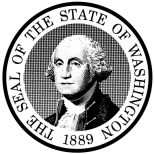 THE SEAL OF THE STATE OF WASHINGTON
1889